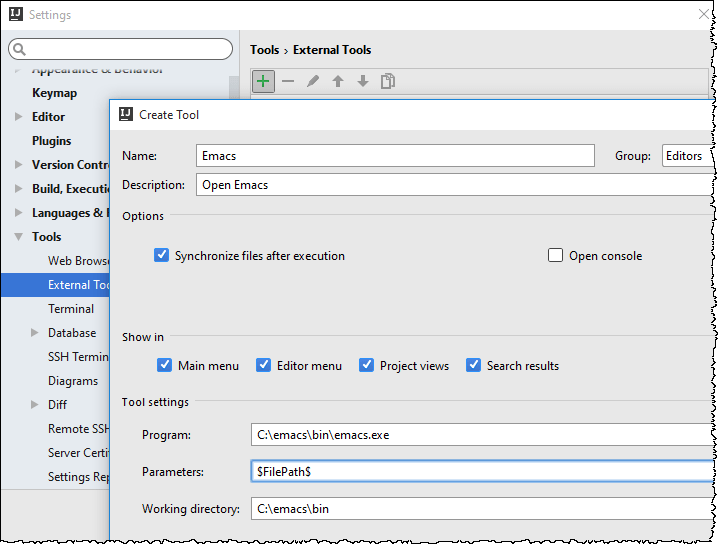 Settings
Tools › External Tools
Appearance & Behavior
Keymap
Editor
Plugins
Version Contr
Build, Executio
Languages &
Tools
Web Browse
External Too
Terminal
Database
SSH Termin
Diagrams
Diff
Remote SSH
Server Certif
Settings Rep
Create Tool
Name: Emacs Group: Editors
Description: Open Emacs
Options
Synchronize files after execution Open console
Show in
Main menu Editor menu Project views Search results
Tool settings
Program: C:\emacs\bin\emacs.exe
Parameters: $FilePath$
Working directory: C:\emacs\bin